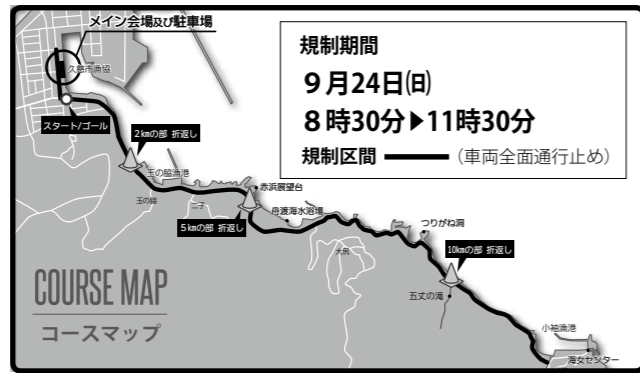 メイン会場及び駐車場
久慈市漁協
スタート/ゴール
2kmの部 折返し
玉の脇漁港
玉の脇
二子
赤浜展望台
5kmの部 折返し
舟渡海水浴場
大尻
つりがね洞
10kmの部 折返し
五丈の滝
小袖漁港
海女センター
規制期間
9月24日㈰
8時30分▶11時30分
規制区間 (車両全面通行止め)
COURSE MAP
コースマップ